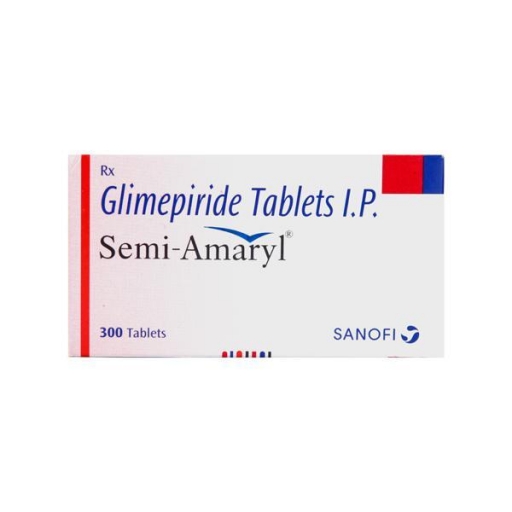 Rx
Glimepiride Tablets I.P.
Semi-Amaryl®
300 Tablets
SANOFI